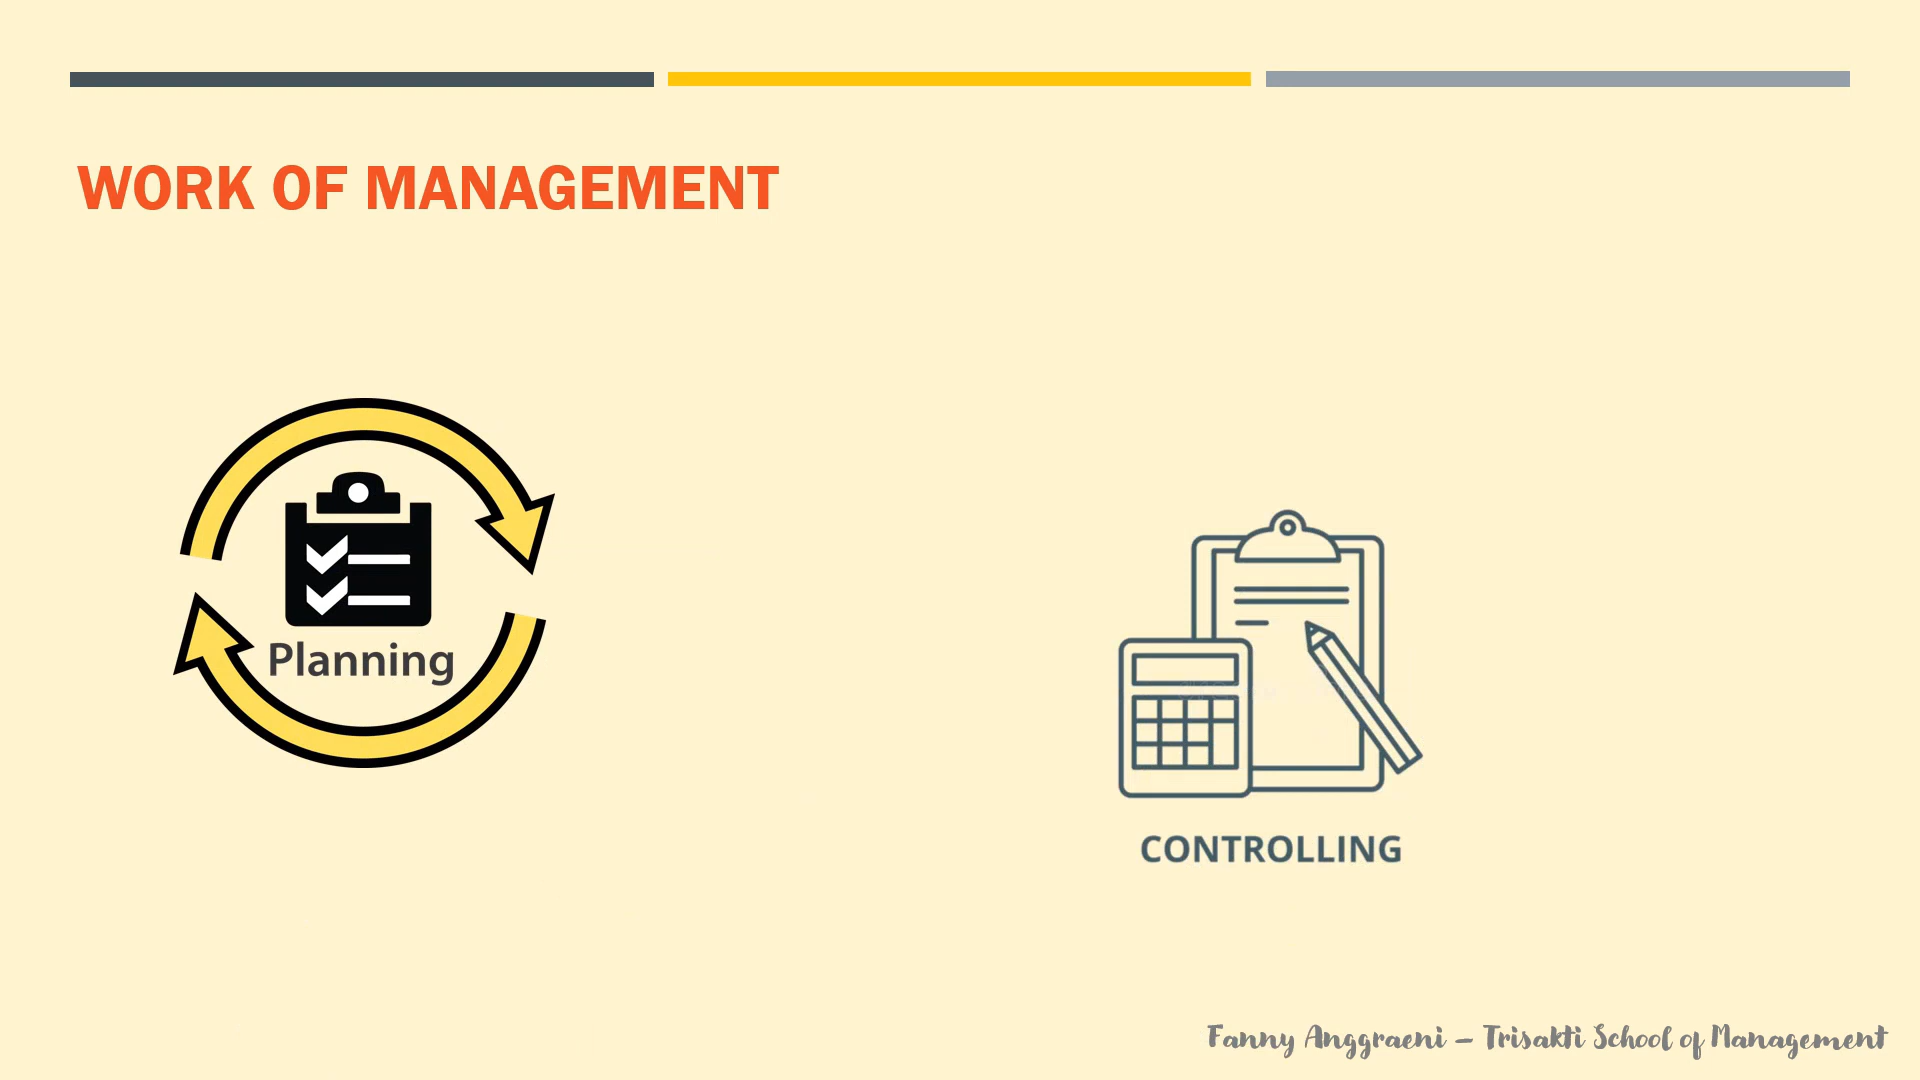 WORK OF MANAGEMENT
Planning
CONTROLLING
Fanny Anggraeni – Trisakti School of Management